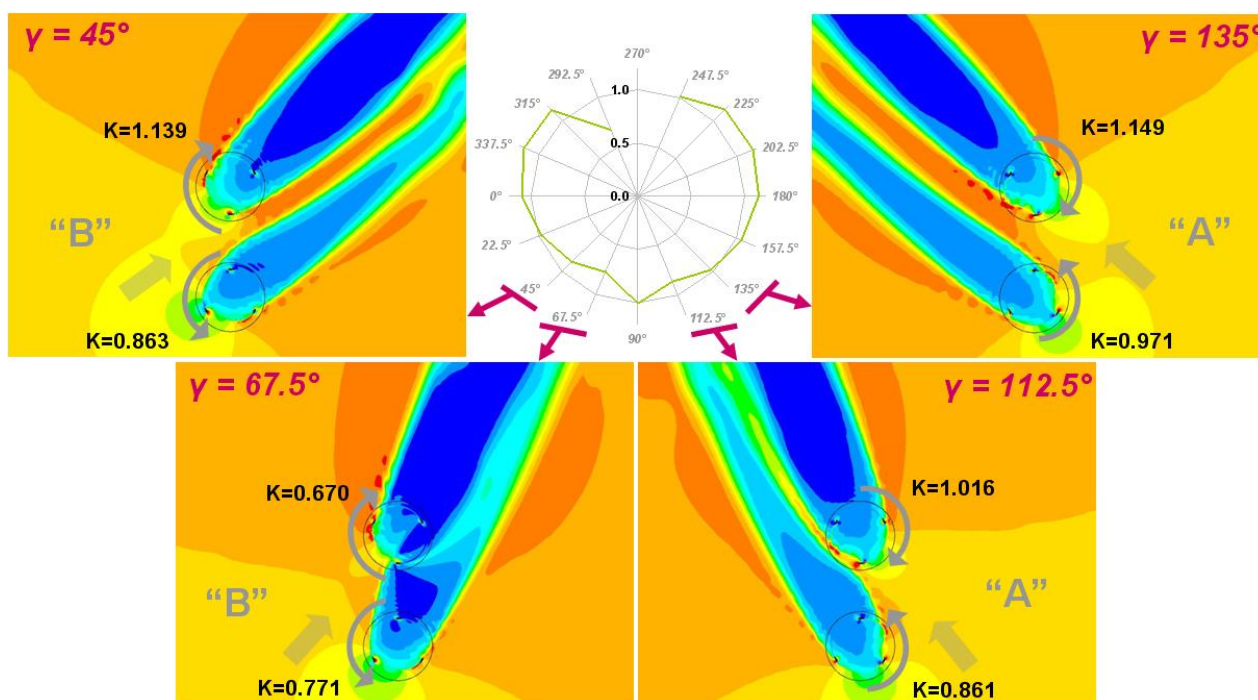 γ = 45°
K=1.139
"B"
K=0.863
270°
292.5°
247.5°
315°
1.0
225°
337.5°
0.5
202.5°
0°
0.0
180°
22.5°
157.5°
45°
135°
67.5°
112.5°
90°
γ = 135°
K=1.149
"A"
K=0.971
γ = 67.5°
K=0.670
"B"
K=0.771
γ = 112.5°
K=1.016
"A"
K=0.861